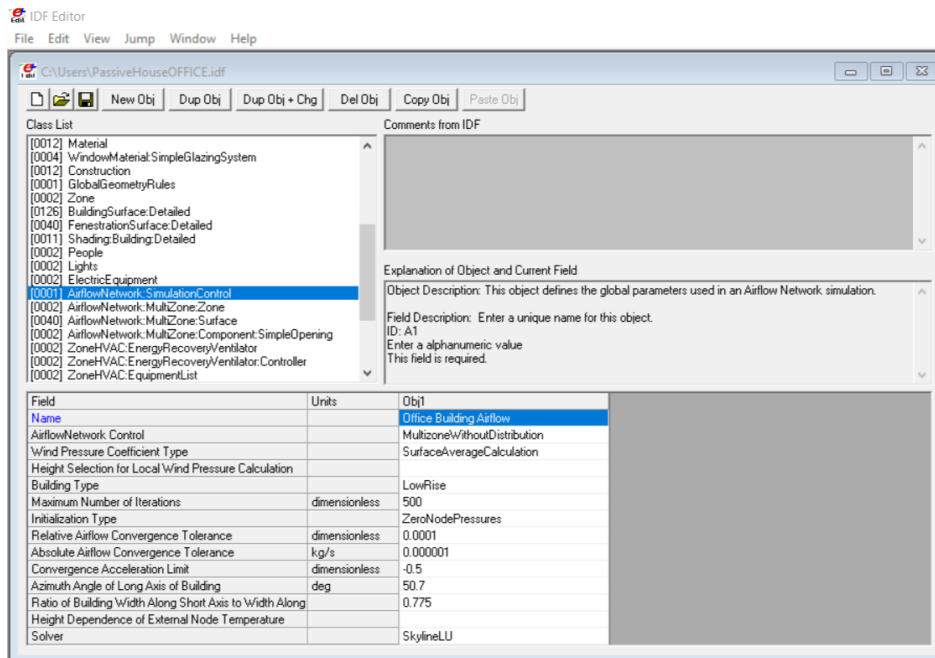 IDF Editor
File Edit View Jump Window Help
C:\Users\PassiveHouseOFFICE.idf
New Obj Dup Obj Dup Obj + Chg Del Obj Copy Obj Paste Obj
Class List
Comments from IDF
[0012] Material
[0004] WindowMaterial:SimpleGlazingSystem
[0012] Construction
[0001] GlobalGeometryRules
[0002] Zone
[0126] BuildingSurface:Detailed
[0040] FenestrationSurface:Detailed
[0011] Shading:Building:Detailed
[0002] People
[0002] Lights
[0002] ElectricEquipment
[0001] AirflowNetwork:SimulationControl
[0002] AirflowNetwork:MultiZone:Zone
[0040] AirflowNetwork:MultiZone:Surface
[0002] AirflowNetwork:MultiZone:Component:SimpleOpening
[0002] ZoneHVAC:EnergyRecoveryVentilator
[0002] ZoneHVAC:EnergyRecoveryVentilator:Controller
[0002] ZoneHVAC:EquipmentList
Explanation of Object and Current Field
Object Description: This object defines the global parameters used in an Airflow Network simulation.
Field Description: Enter a unique name for this object.
ID: A1
Enter a alphanumeric value
This field is required.
Field Units Obj1
Name Office Building Airflow
AirflowNetwork Control MultizoneWithoutDistribution
Wind Pressure Coefficient Type SurfaceAverageCalculation
Height Selection for Local Wind Pressure Calculation
Building Type LowRise
Maximum Number of Iterations dimensionless 500
Initialization Type ZeroNodePressures
Relative Airflow Convergence Tolerance dimensionless 0.0001
Absolute Airflow Convergence Tolerance kg/s 0.000001
Convergence Acceleration Limit dimensionless -0.5
Azimuth Angle of Long Axis of Building deg 50.7
Ratio of Building Width Along Short Axis to Width Along 0.775
Height Dependence of External Node Temperature
Solver SkylineLU